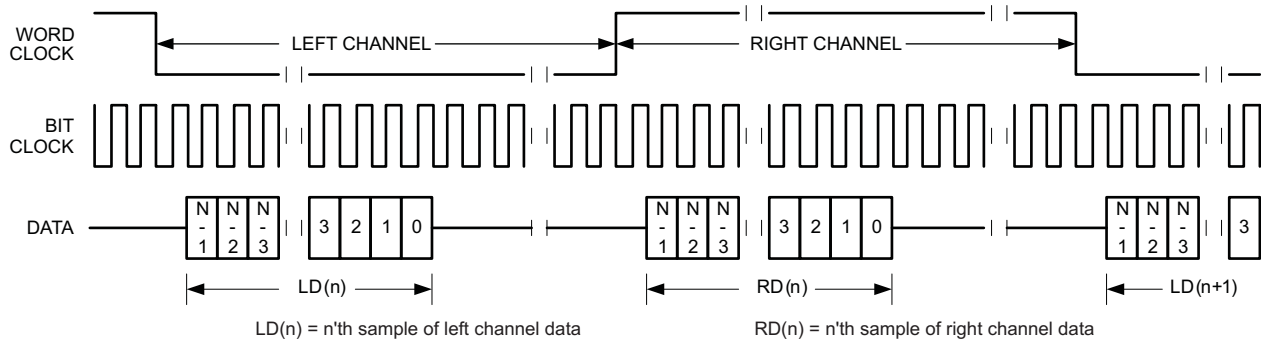 WORD
CLOCK
LEFT CHANNEL
RIGHT CHANNEL
BIT
CLOCK
DATA
N-1 N-2 N-3 3 2 1 0 N-1 N-2 N-3 3 2 1 0 N-1 N-2 N-3 3
LD(n) RD(n) LD(n+1)
LD(n) = n'th sample of left channel data
RD(n) = n'th sample of right channel data